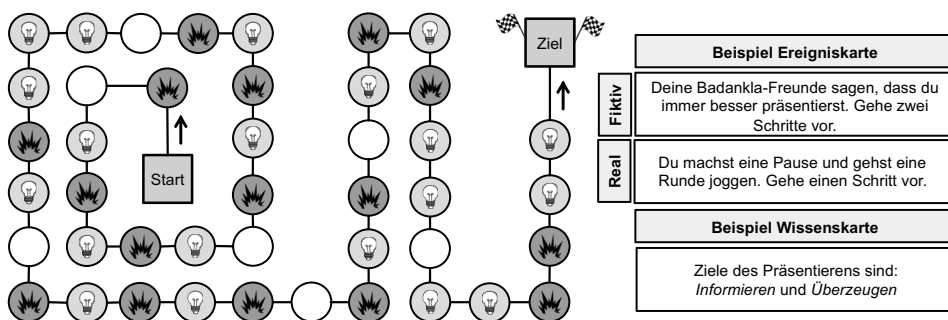 Start
Ziel
Beispiel Ereigniskarte
Fiktiv
Deine Badankla-Freunde sagen, dass du
immer besser präsentierst. Gehe zwei
Schritte vor.
Real
Du machst eine Pause und gehst eine
Runde joggen. Gehe einen Schritt vor.
Beispiel Wissenskarte
Ziele des Präsentierens sind:
Informieren und Überzeugen